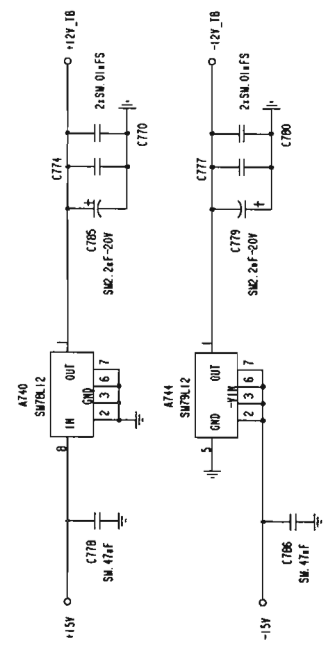 +12V_TB
2xSM.01uFS
C774
C770
C785
SM2.2uF-20V
A740
SM78L12
1
OUT
7
6
GND
3
IN
2
8
C778
SM.47uF
+15V
-12V_TB
2xSM.01uFS
C777
C780
C779
SM2.2uF-20V
A744
SM79L12
1
OUT
7
6
-VIN
3
GND
2
5
C786
SM.47uF
-15V